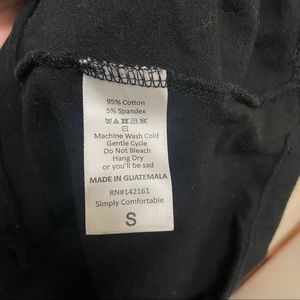 95% Cotton
5% Spandex
Machine Wash Cold
Gentle Cycle
Do Not Bleach
Hang Dry
or you'll be sad
MADE IN GUATEMALA
RN#142161
Simply Comfortable
S